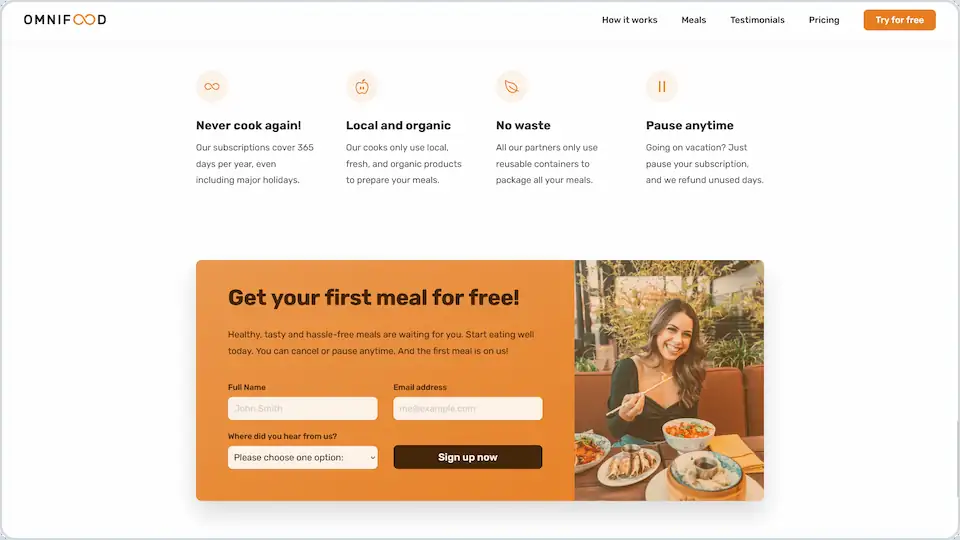 OMNIFOOD
How it works
Meals
Testimonials
Pricing
Try for free
Never cook again!
Our subscriptions cover 365
days per year, even
including major holidays.
Local and organic
Our cooks only use local,
fresh, and organic products
to prepare your meals.
No waste
All our partners only use
reusable containers to
package all your meals.
Pause anytime
Going on vacation? Just
pause your subscription,
and we refund unused days.
Get your first meal for free!
Healthy, tasty and hassle-free meals are waiting for you. Start eating well
today. You can cancel or pause anytime. And the first meal is on us!
Full Name
John Smith
Email address
me@example.com
Where did you hear from us?
Please choose one option:
Sign up now